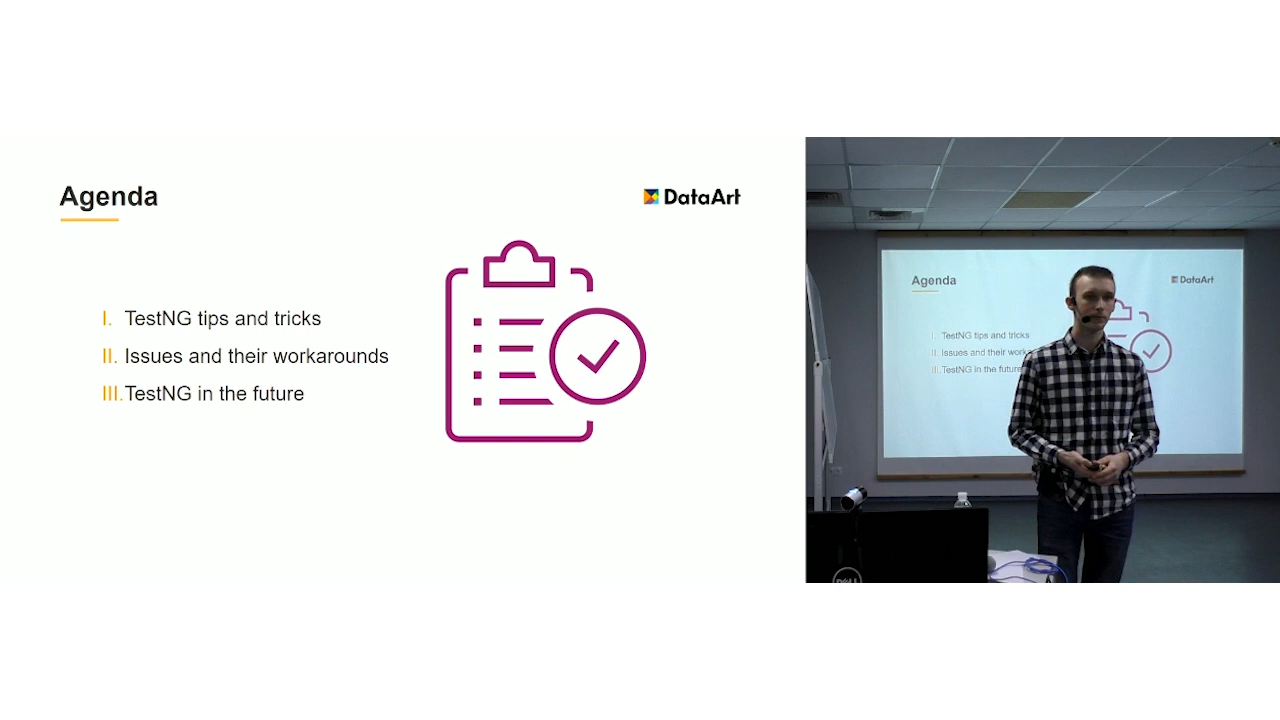 Agenda
DataArt
I. TestNG tips and tricks
II. Issues and their workarounds
III. TestNG in the future
Agenda
DataArt
I. TestNG tips and tricks
II. Issues and their work
III. TestNG in the future
DELL